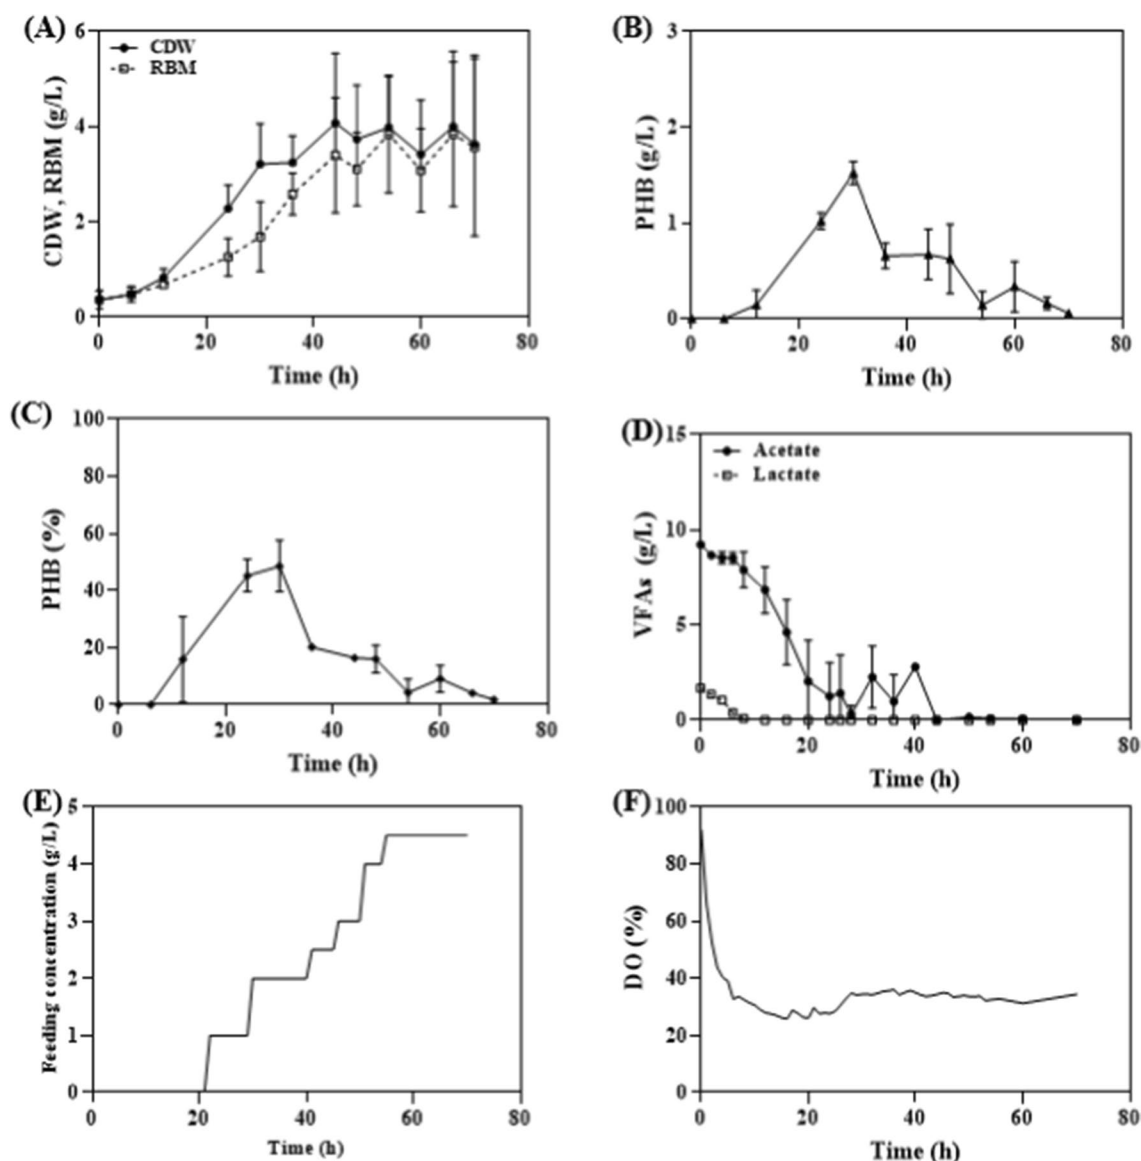 (A)
6
4
2
0
CDW, RBM (g/L)
CDW
RBM
0 20 40 60 80
Time (h)
(B)
3
2
1
0
PHB (g/L)
0 20 40 60 80
Time (h)
(C)
100
80
60
40
20
0
PHB (%)
0 20 40 60 80
Time (h)
(D)
15
10
5
0
VFAs (g/L)
Acetate
Lactate
0 20 40 60 80
Time (h)
(E)
5
4
3
2
1
0
Feeding concentration (g/L)
0 20 40 60 80
Time (h)
(F)
100
80
60
40
20
0
DO (%)
0 20 40 60 80
Time (h)